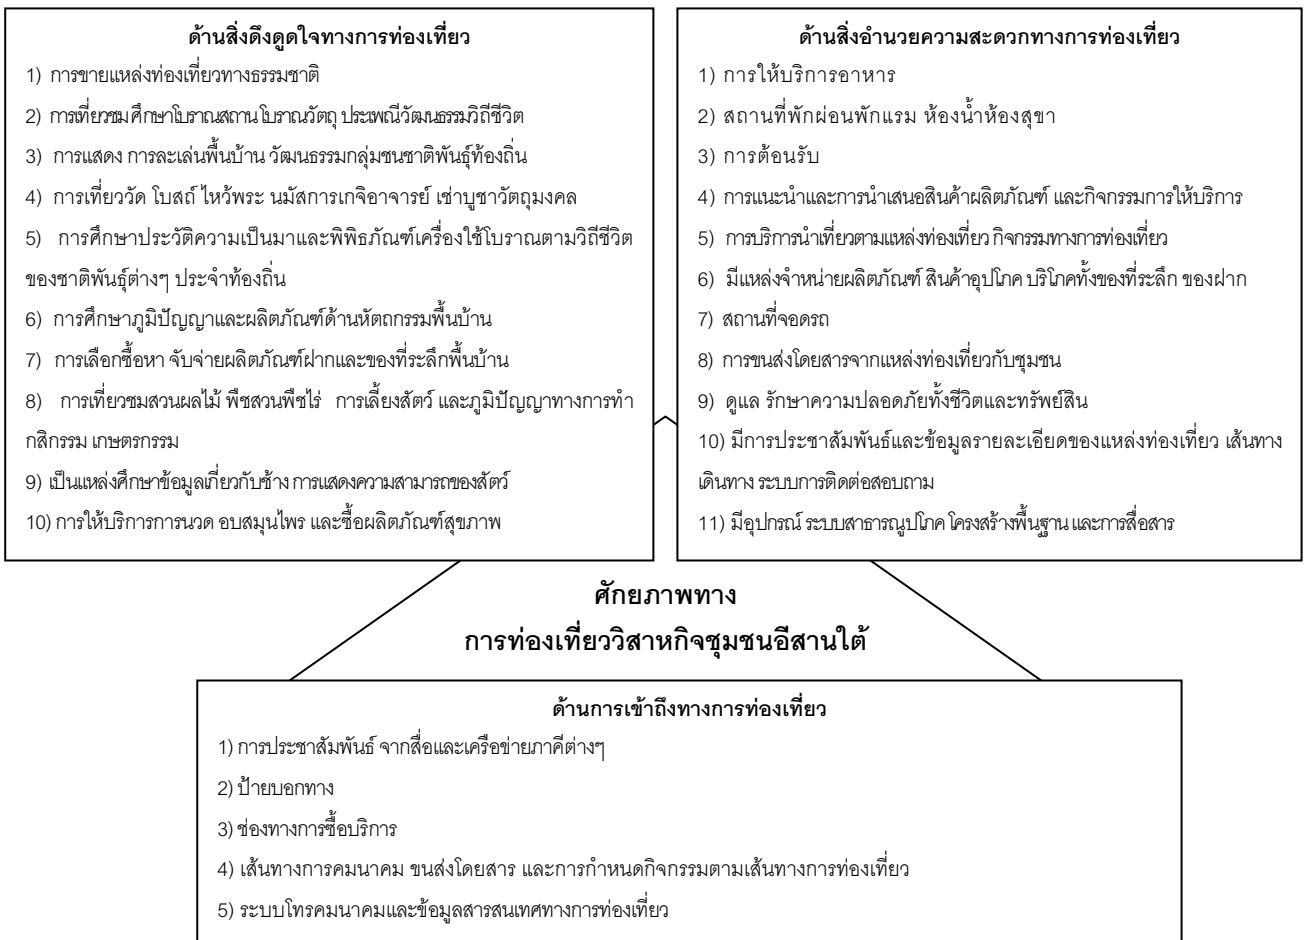 ด้านสิ่งดึงดูดใจทางการท่องเที่ยว
1) การขายแหล่งท่องเที่ยวทางธรรมชาติ
2) การเที่ยวชม ศึกษาโบราณสถาน โบราณวัตถุ ประเพณีวัฒนธรรมวิถีชีวิต
3) การแสดง การละเล่นพื้นบ้าน วัฒนธรรมกลุ่มชนชาติพันธุ์ท้องถิ่น
4) การเที่ยววัด โบสถ์ ไหว้พระ นมัสการเกจิอาจารย์ เช่าบูชาวัตถุมงคล
5) การศึกษาประวัติความเป็นมาและพิพิธภัณฑ์เครื่องใช้โบราณตามวิถีชีวิต
ของชาติพันธุ์ต่างๆ ประจำท้องถิ่น
6) การศึกษาภูมิปัญญาและผลิตภัณฑ์ด้านหัตถกรรมพื้นบ้าน
7) การเลือกซื้อหา จับจ่ายผลิตภัณฑ์ฝากและของที่ระลึกพื้นบ้าน
8) การเที่ยวชมสวนผลไม้ พืชสวนพืชไร่ การเลี้ยงสัตว์ และภูมิปัญญาทางการทำ
กสิกรรม เกษตรกรรม
9) เป็นแหล่งศึกษาข้อมูลเกี่ยวกับช้าง การแสดงความสามารถของสัตว์
10) การให้บริการการนวด อบสมุนไพร และซื้อผลิตภัณฑ์สุขภาพ
ด้านสิ่งอำนวยความสะดวกทางการท่องเที่ยว
1) การให้บริการอาหาร
2) สถานที่พักผ่อนพักแรม ห้องน้ำห้องสุขา
3) การต้อนรับ
4) การแนะนำและการนำเสนอสินค้าผลิตภัณฑ์ และกิจกรรมการให้บริการ
5) การบริการนำเที่ยวตามแหล่งท่องเที่ยว กิจกรรมทางการท่องเที่ยว
6) มีแหล่งจำหน่ายผลิตภัณฑ์ สินค้าอุปโภค บริโภคทั้งของที่ระลึก ของฝาก
7) สถานที่จอดรถ
8) การขนส่งโดยสารจากแหล่งท่องเที่ยวกับชุมชน
9) ดูแล รักษาความปลอดภัยทั้งชีวิตและทรัพย์สิน
10) มีการประชาสัมพันธ์และข้อมูลรายละเอียดของแหล่งท่องเที่ยว เส้นทาง
เดินทาง ระบบการติดต่อสอบถาม
11) มีอุปกรณ์ ระบบสาธารณูปโภค โครงสร้างพื้นฐาน และการสื่อสาร
ศักยภาพทาง
การท่องเที่ยววิสาหกิจชุมชนอีสานใต้
ด้านการเข้าถึงทางการท่องเที่ยว
1) การประชาสัมพันธ์ จากสื่อและเครือข่ายภาคีต่างๆ
2) ป้ายบอกทาง
3) ช่องทางการซื้อบริการ
4) เส้นทางการคมนาคม ขนส่งโดยสาร และการกำหนดกิจกรรมตามเส้นทางการท่องเที่ยว
5) ระบบโทรคมนาคมและข้อมูลสารสนเทศทางการท่องเที่ยว